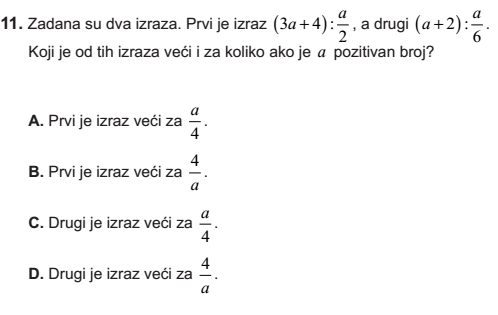 11. Zadana su dva izraza. Prvi je izraz (3a+4):a/2, a drugi (a+2):a/6.
Koji je od tih izraza veći i za koliko ako je a pozitivan broj?
A. Prvi je izraz veći za a/4.
B. Prvi je izraz veći za 4/a.
C. Drugi je izraz veći za a/4.
D. Drugi je izraz veći za 4/a.